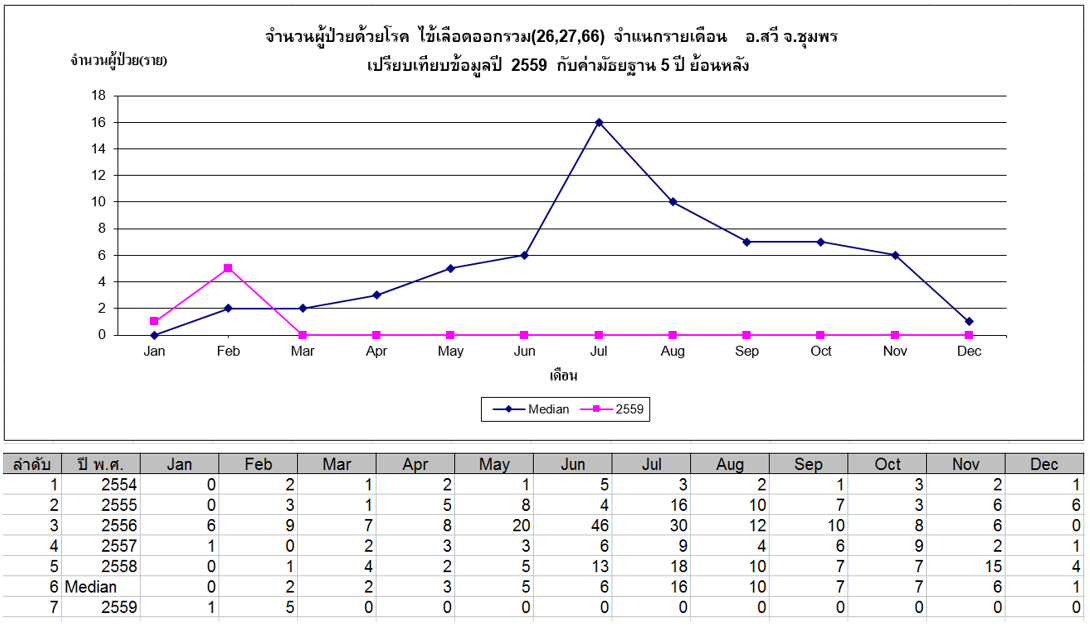 จำนวนผู้ป่วยด้วยโรค ไข้เลือดออกรวม(26,27,66) จำแนกรายเดือน อ.สวี จ.ชุมพร
จำนวนผู้ป่วย(ราย)
เปรียบเทียบข้อมูลปี 2559 กับค่ามัธยฐาน 5 ปี ย้อนหลัง
18
16
14
12
10
8
6
4
2
0
Jan Feb Mar Apr May Jun Jul Aug Sep Oct Nov Dec
เดือน
Median 2559
ลำดับ ปี พ.ศ. Jan Feb Mar Apr May Jun Jul Aug Sep Oct Nov Dec
1 2554 0 2 1 2 1 5 3 2 1 3 2 1
2 2555 0 3 1 5 8 4 16 10 7 3 6 6
3 2556 6 9 7 8 20 46 30 12 10 8 6 0
4 2557 1 0 2 3 3 6 9 4 6 9 2 1
5 2558 0 1 4 2 5 13 18 10 7 7 15 4
6 Median 0 2 2 3 5 6 16 10 7 7 6 1
7 2559 1 5 0 0 0 0 0 0 0 0 0 0